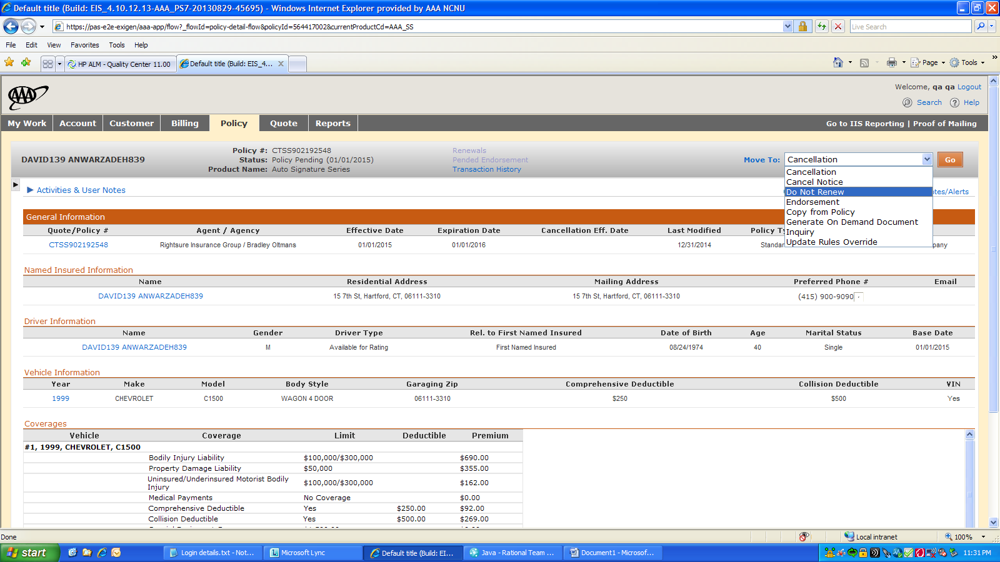 Default title (Build: EIS_4.10.12.13-AAA_PS7-20130829-45695) - Windows Internet Explorer provided by AAA NCNU
https://pas-e2e-exigen/aaa-app/flow?_flowId=policy-detail-flow&policyId=564417002&currentProductCd=AAA_SS
Live Search
File Edit View Favorites Tools Help
HP ALM - Quality Center 11.00 Default title (Build: EIS_4... Page Tools »
AAA
Welcome, qa qa Logout
Search Help
My Work Account Customer Billing Policy Quote Reports Go to IIS Reporting | Proof of Mailing
DAVID139 ANWARZADEH839
Policy #: CTSS902192548
Status: Policy Pending (01/01/2015)
Product Name: Auto Signature Series
Renewals
Pended Endorsement
Transaction History
Move To: Cancellation Go
Cancellation
Cancel Notice
Do Not Renew
Endorsement
Copy from Policy
Generate On Demand Document
Inquiry
Update Rules Override
Activities & User Notes
otes/Alerts
General Information
Quote/Policy # Agent / Agency Effective Date Expiration Date Cancellation Eff. Date Last Modified Policy Ty
CTSS902192548 Rightsure Insurance Group / Bradley Oltmans 01/01/2015 01/01/2016 12/31/2014 Standar pany
Named Insured Information
Name Residential Address Mailing Address Preferred Phone # Email
DAVID139 ANWARZADEH839 15 7th St, Hartford, CT, 06111-3310 15 7th St, Hartford, CT, 06111-3310 (415) 900-9090 -
Driver Information
Name Gender Driver Type Rel. to First Named Insured Date of Birth Age Marital Status Base Date
DAVID139 ANWARZADEH839 M Available for Rating First Named Insured 08/24/1974 40 Single 01/01/2015
Vehicle Information
Year Make Model Body Style Garaging Zip Comprehensive Deductible Collision Deductible VIN
1999 CHEVROLET C1500 WAGON 4 DOOR 06111-3310 $250 $500 Yes
Coverages
Vehicle Coverage Limit Deductible Premium
#1, 1999, CHEVROLET, C1500
Bodily Injury Liability $100,000/$300,000 $690.00
Property Damage Liability $50,000 $355.00
Uninsured/Underinsured Motorist Bodily
Injury $100,000/$300,000 $162.00
Medical Payments No Coverage $0.00
Comprehensive Deductible Yes $250.00 $92.00
Collision Deductible Yes $500.00 $269.00
Done Local intranet 100%
start Login details.txt - Not... Microsoft Lync Default title (Build: EI... Java - Rational Team ... Document1 - Microsof... 11:31 PM